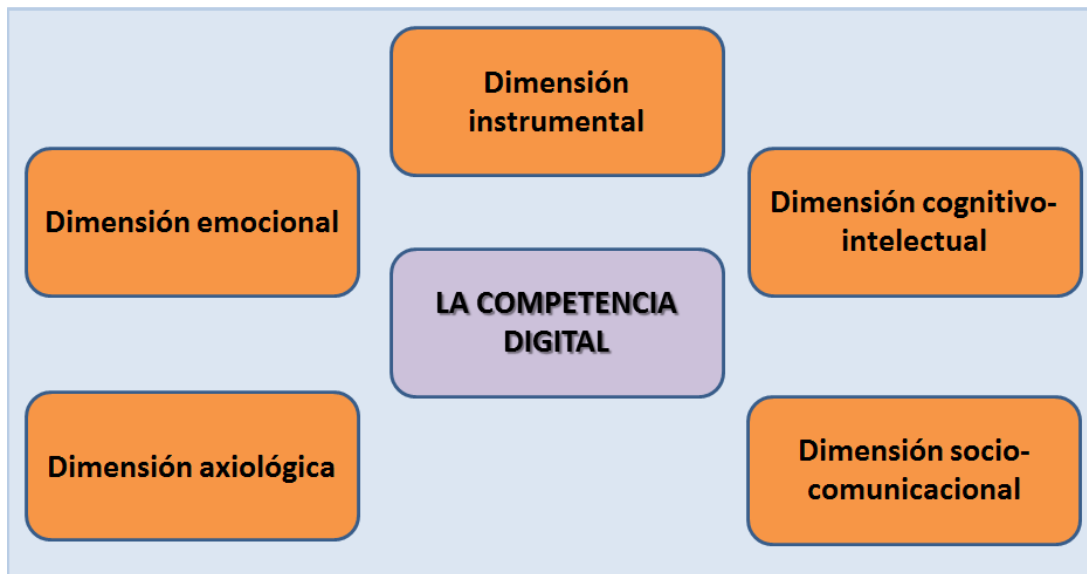 Dimensión
instrumental
Dimensión emocional
Dimensión cognitivo-
intelectual
LA COMPETENCIA
DIGITAL
Dimensión axiológica
Dimensión socio-
comunicacional